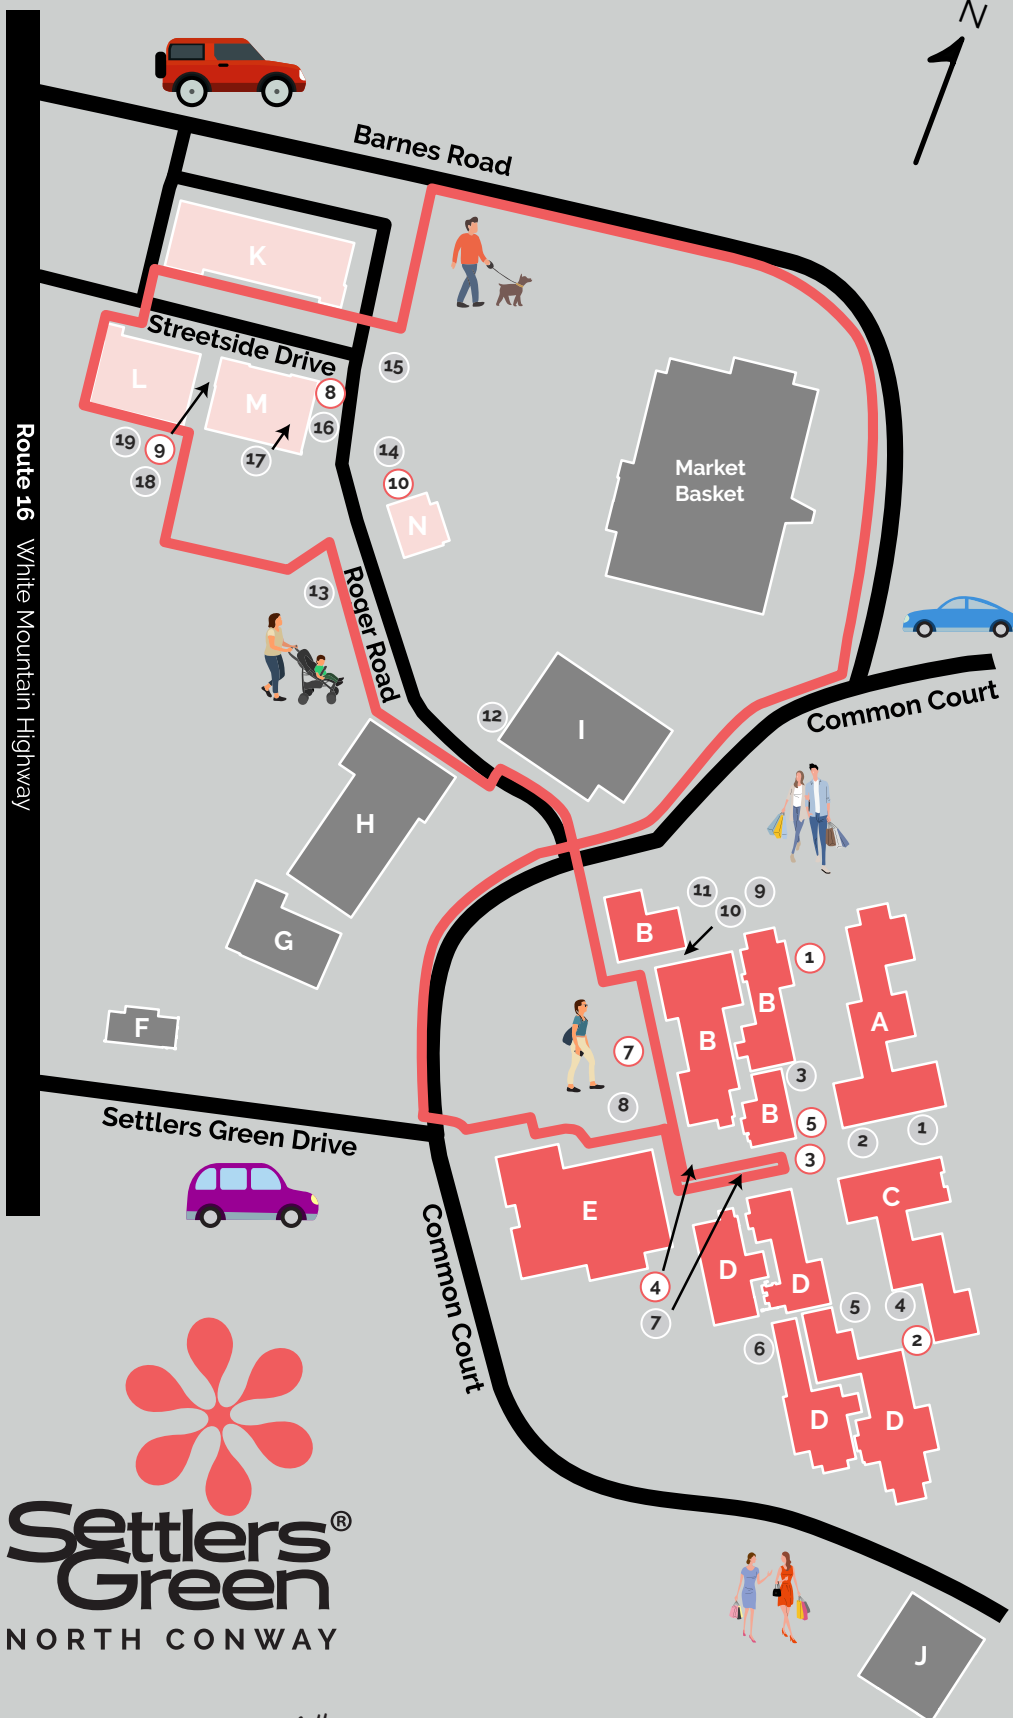 N
Barnes Road
K
Streetside Drive
15
L
M
8
16
14
19
9
17
18
10
N
Market
Basket
Route 16 White Mountain Highway
13
Roger Road
Common Court
12
I
H
11
9
10
B
G
1
B
A
F
B
7
3
8
B
5
1
2
3
Settlers Green Drive
C
E
D
D
4
7
5
4
6
2
Common Court
D
D
Settlers®
Green
NORTH CONWAY
J